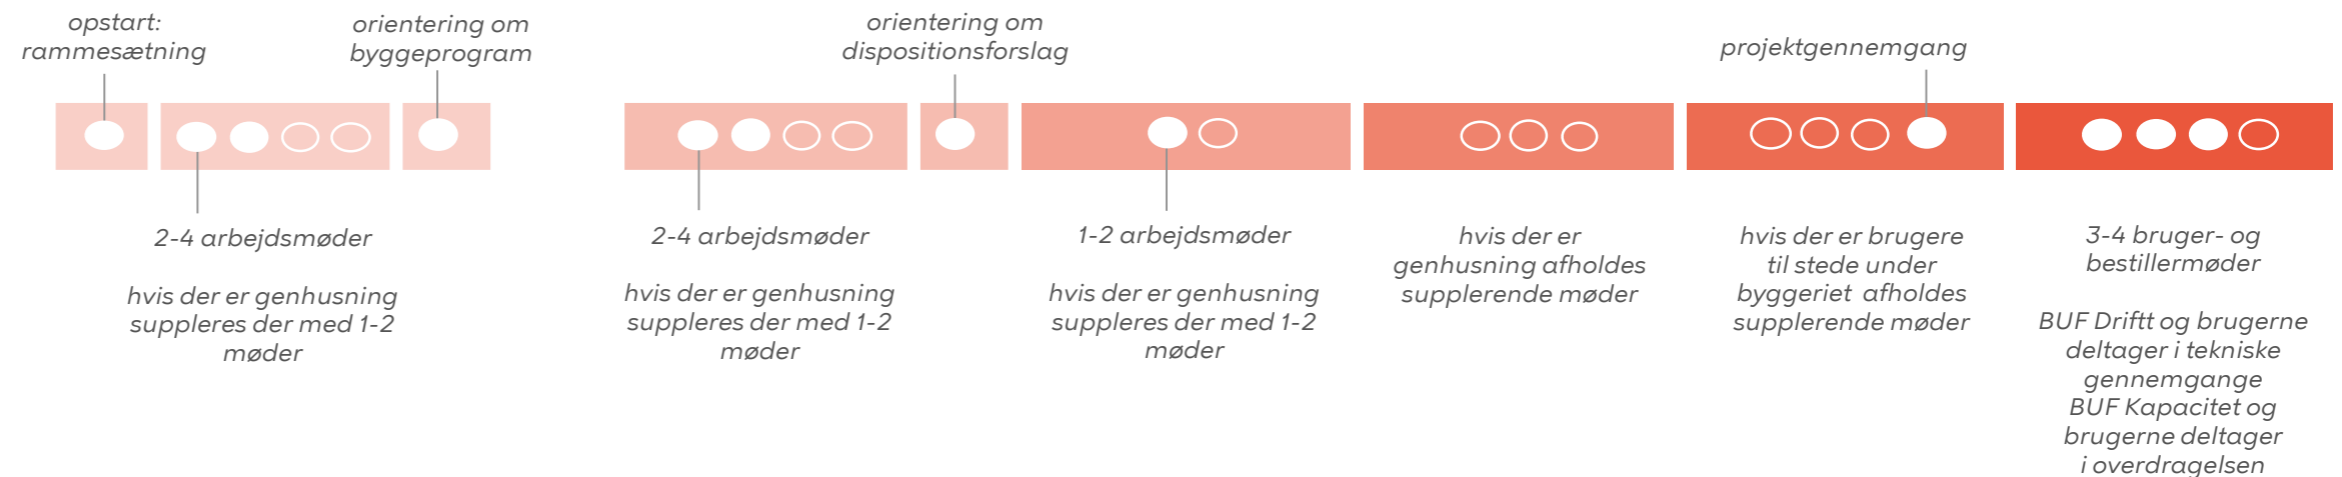 opstart:
rammesætning
orientering om
byggeprogram
orientering om
dispositionsforslag
projektgennemgang
2-4 arbejdsmøder
hvis der er genhusning
suppleres der med 1-2
møder
2-4 arbejdsmøder
hvis der er genhusning
suppleres der med 1-2
møder
1-2 arbejdsmøder
hvis der er genhusning
suppleres der med 1-2
møder
hvis der er
genhusning afholdes
supplerende møder
hvis der er brugere
til stede under
byggeriet afholdes
supplerende møder
3-4 bruger- og
bestillermøder
BUF Driftt og brugerne
deltager i tekniske
gennemgange
BUF Kapacitet og
brugerne deltager
i overdragelsen